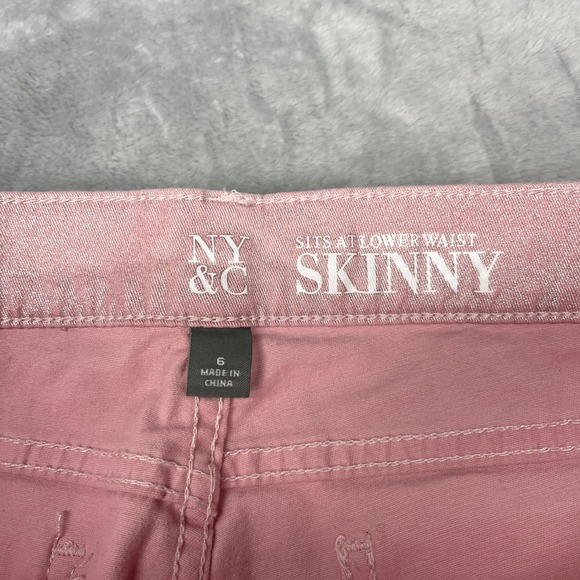 NY
&C
SITS AT LOWER WAIST
SKINNY
6
MADE IN
CHINA